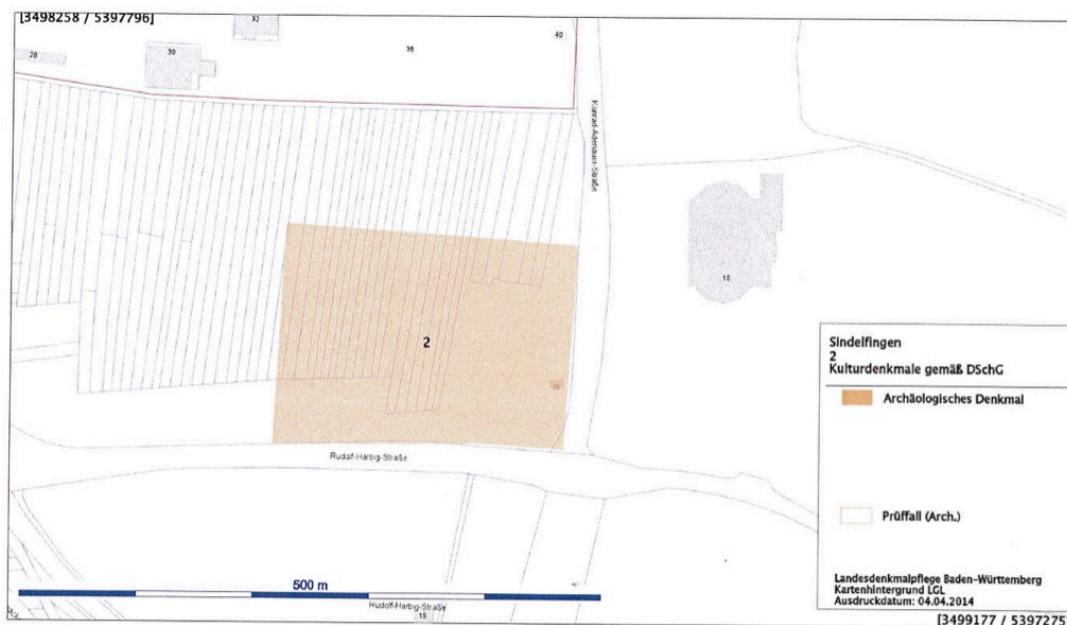 [3498258 / 5397796]
32
40
28
30
36
Konrad-Adenauer-Straße
10
2
30
Sindelfingen
2
Kulturdenkmale gemäß DSchG
Archäologisches Denkmal
Rudolf-Harbig-Straße
Prüffall (Arch.)
500 m
Landesdenkmalpflege Baden-Württemberg
Kartenhintergrund LGL
Ausdruckdatum: 04.04.2014
Rudolf-Harbig-Straße
15
[3499177 / 5397275]